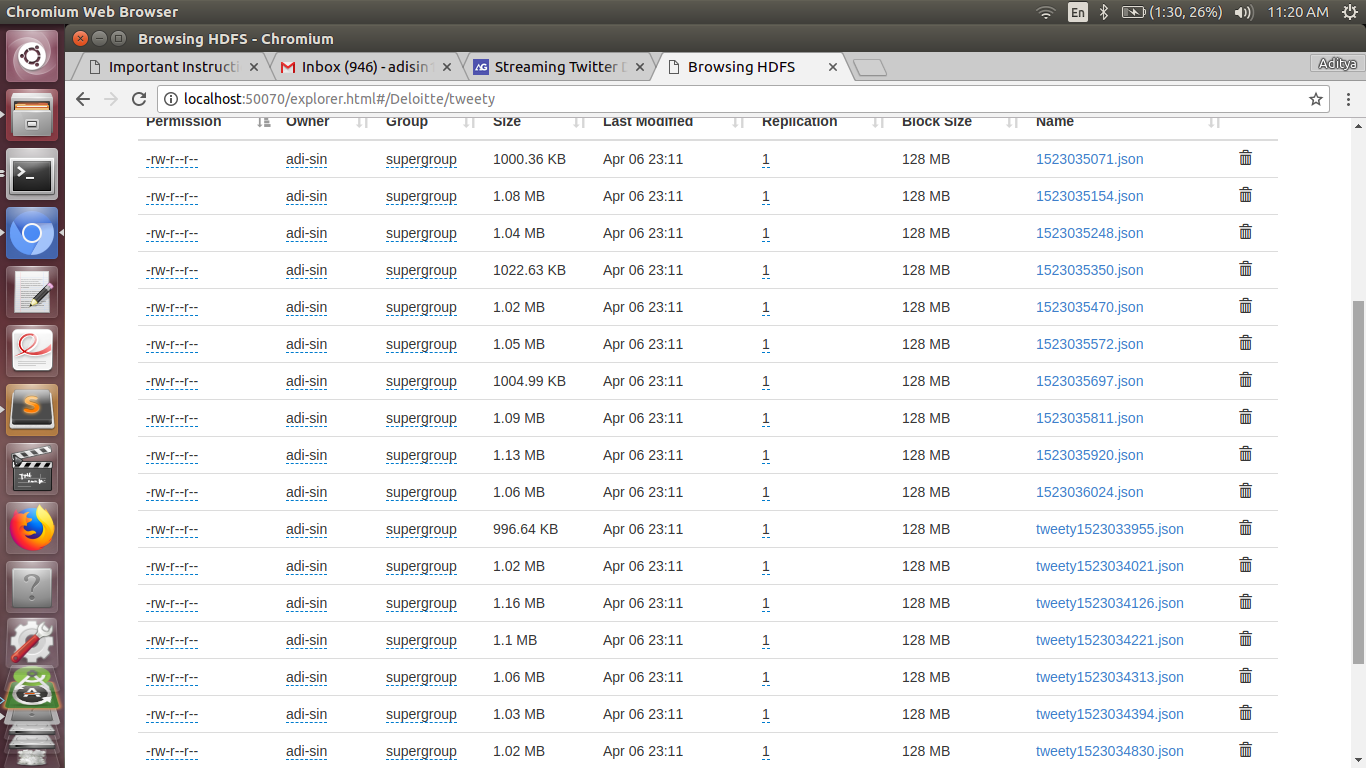 Chromium Web Browser En (1:30, 26%) 11:20 AM
Browsing HDFS - Chromium
Important Instructi Inbox (946) - adisin Streaming Twitter D Browsing HDFS Aditya
localhost:50070/explorer.html#/Deloitte/tweety
Permission Owner Group Size Last Modified Replication Block Size Name
-rw-r--r-- adi-sin supergroup 1000.36 KB Apr 06 23:11 1 128 MB 1523035071.json
-rw-r--r-- adi-sin supergroup 1.08 MB Apr 06 23:11 1 128 MB 1523035154.json
-rw-r--r-- adi-sin supergroup 1.04 MB Apr 06 23:11 1 128 MB 1523035248.json
-rw-r--r-- adi-sin supergroup 1022.63 KB Apr 06 23:11 1 128 MB 1523035350.json
-rw-r--r-- adi-sin supergroup 1.02 MB Apr 06 23:11 1 128 MB 1523035470.json
-rw-r--r-- adi-sin supergroup 1.05 MB Apr 06 23:11 1 128 MB 1523035572.json
-rw-r--r-- adi-sin supergroup 1004.99 KB Apr 06 23:11 1 128 MB 1523035697.json
-rw-r--r-- adi-sin supergroup 1.09 MB Apr 06 23:11 1 128 MB 1523035811.json
-rw-r--r-- adi-sin supergroup 1.13 MB Apr 06 23:11 1 128 MB 1523035920.json
-rw-r--r-- adi-sin supergroup 1.06 MB Apr 06 23:11 1 128 MB 1523036024.json
-rw-r--r-- adi-sin supergroup 996.64 KB Apr 06 23:11 1 128 MB tweety1523033955.json
-rw-r--r-- adi-sin supergroup 1.02 MB Apr 06 23:11 1 128 MB tweety1523034021.json
-rw-r--r-- adi-sin supergroup 1.16 MB Apr 06 23:11 1 128 MB tweety1523034126.json
-rw-r--r-- adi-sin supergroup 1.1 MB Apr 06 23:11 1 128 MB tweety1523034221.json
-rw-r--r-- adi-sin supergroup 1.06 MB Apr 06 23:11 1 128 MB tweety1523034313.json
-rw-r--r-- adi-sin supergroup 1.03 MB Apr 06 23:11 1 128 MB tweety1523034394.json
-rw-r--r-- adi-sin supergroup 1.02 MB Apr 06 23:11 1 128 MB tweety1523034830.json